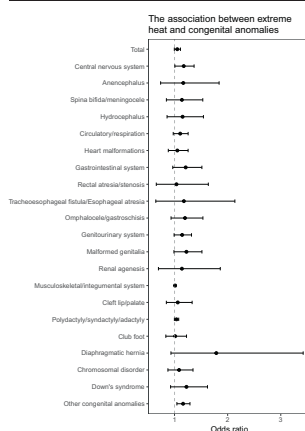 The association between extreme
heat and congenital anomalies
Total
Central nervous system
Anencephalus
Spina bifida/meningocele
Hydrocephalus
Circulatory/respiration
Heart malformations
Gastrointestinal system
Rectal atresia/stenosis
Tracheoesophageal fistula/Esophageal atresia
Omphalocele/gastroschisis
Genitourinary system
Malformed genitalia
Renal agenesis
Musculoskeletal/integumental system
Cleft lip/palate
Polydactyly/syndactyly/adactyly
Club foot
Diaphragmatic hernia
Chromosomal disorder
Down's syndrome
Other congenital anomalies
1 2 3
Odds ratio